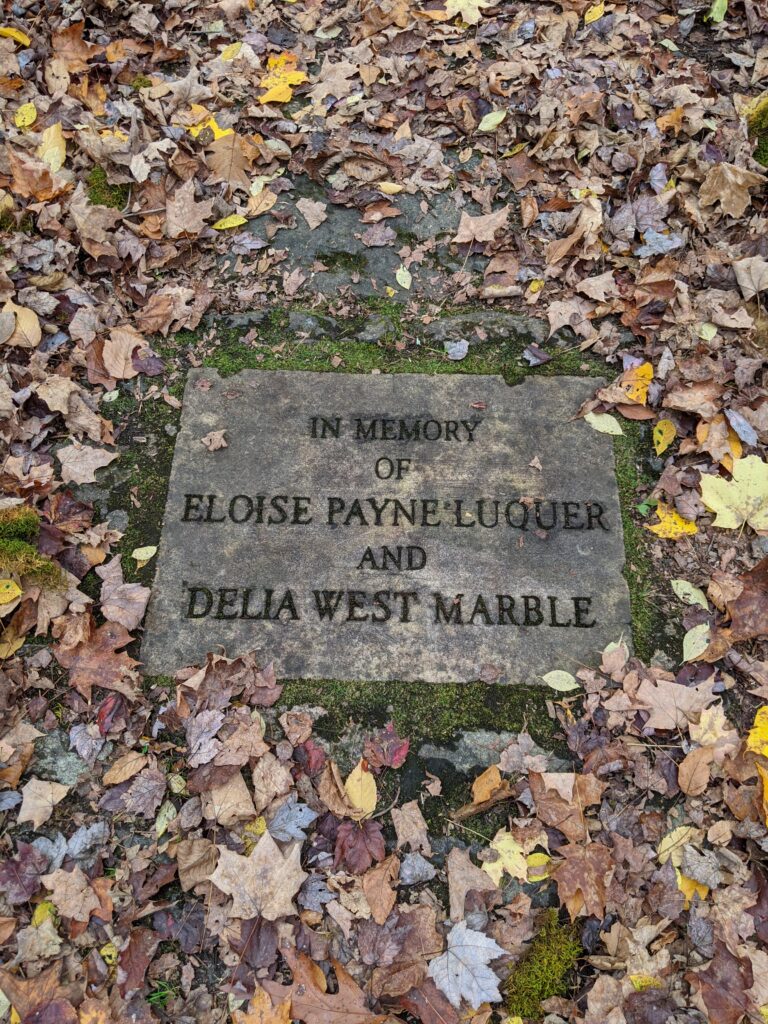 IN MEMORY
OF
ELOISE PAYNE LUQUER
AND
DELIA WEST MARBLE